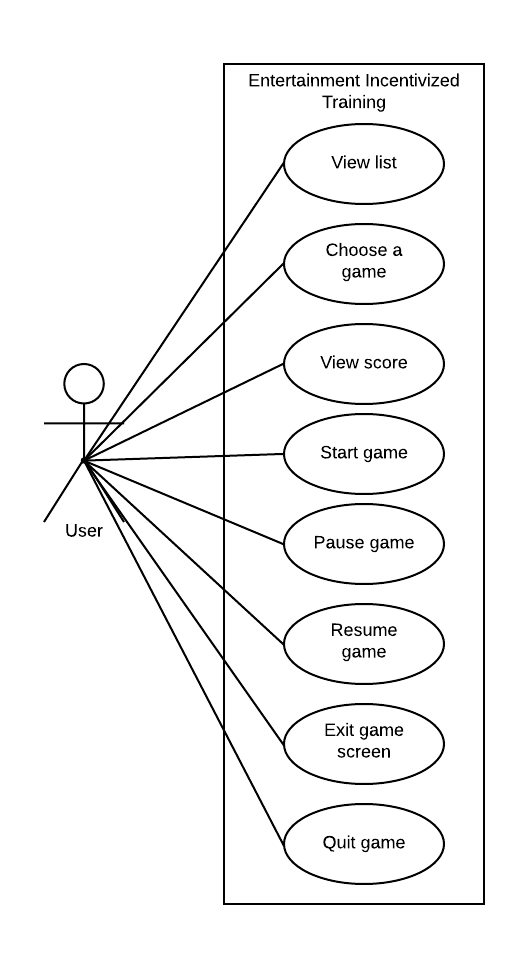 Entertainment Incentivized
Training
View list
Choose a
game
View score
Start game
Pause game
User
Resume
game
Exit game
screen
Quit game